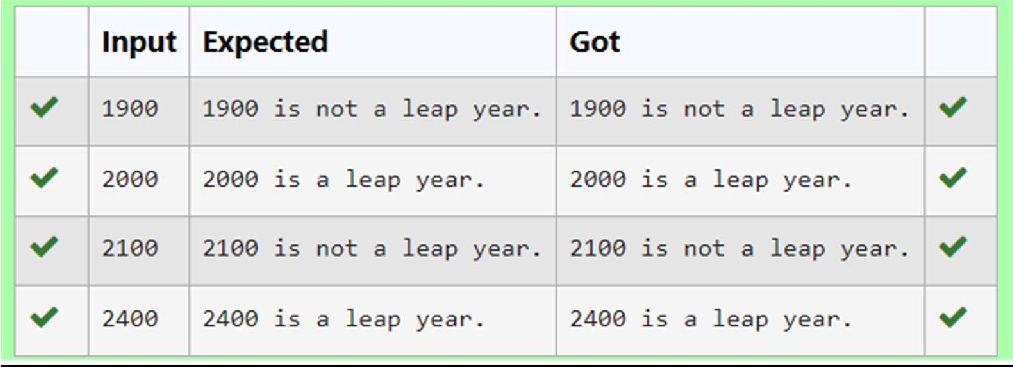 Input Expected Got
1900 1900 is not a leap year. 1900 is not a leap year.
2000 2000 is a leap year. 2000 is a leap year.
2100 2100 is not a leap year. 2100 is not a leap year.
2400 2400 is a leap year. 2400 is a leap year.